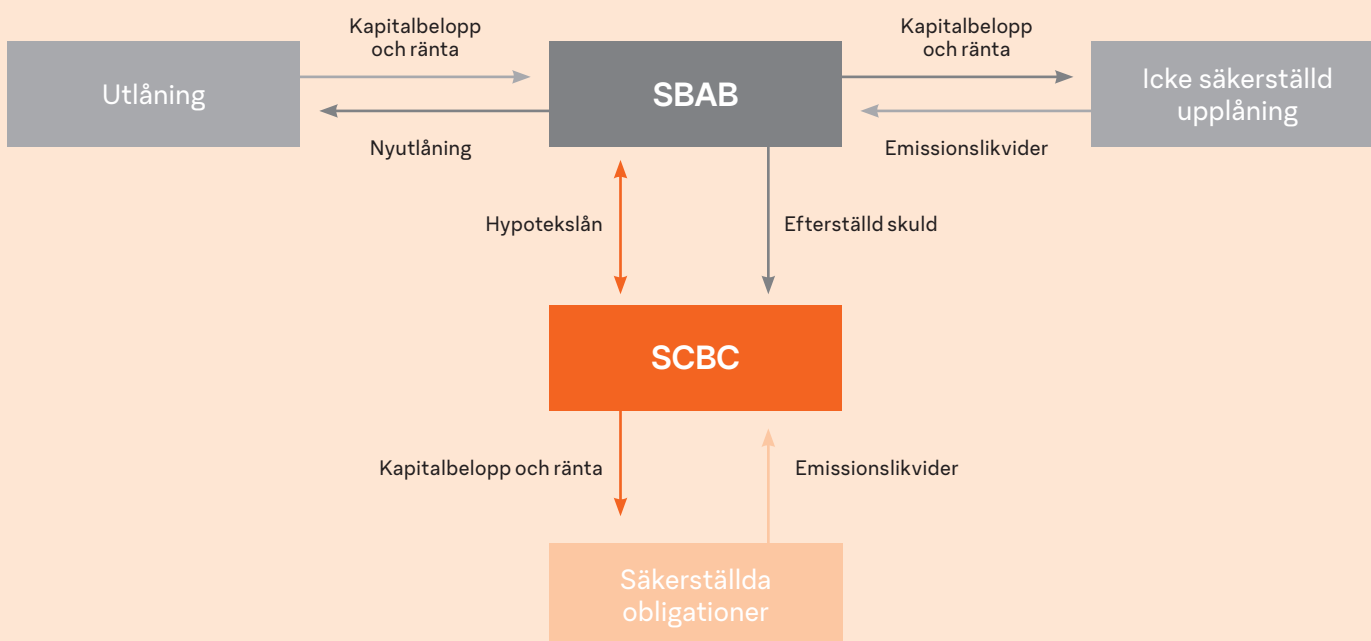 Kapitalbelopp
och ränta
Kapitalbelopp
och ränta
Utlåning
SBAB
Icke säkerställd
upplåning
Nyutlåning
Emissionslikvider
Hypotekslån
Efterställd skuld
SCBC
Kapitalbelopp och ränta
Emissionslikvider
Säkerställda
obligationer